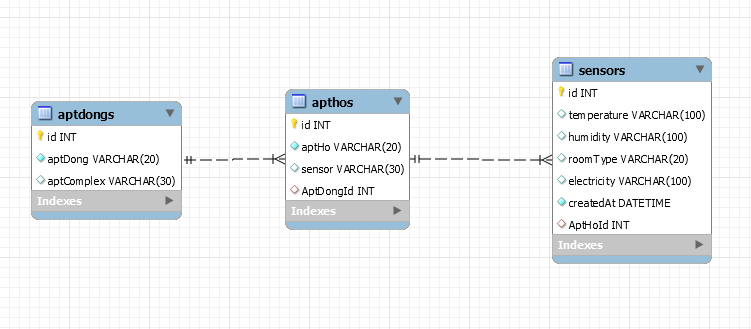 aptdongs
id INT
aptDong VARCHAR(20)
aptComplex VARCHAR(30)
Indexes
apthos
id INT
aptHo VARCHAR(20)
sensor VARCHAR(30)
AptDongId INT
Indexes
sensors
id INT
temperature VARCHAR(100)
humidity VARCHAR(100)
roomType VARCHAR(20)
electricity VARCHAR(100)
createdAt DATETIME
AptHoId INT
Indexes